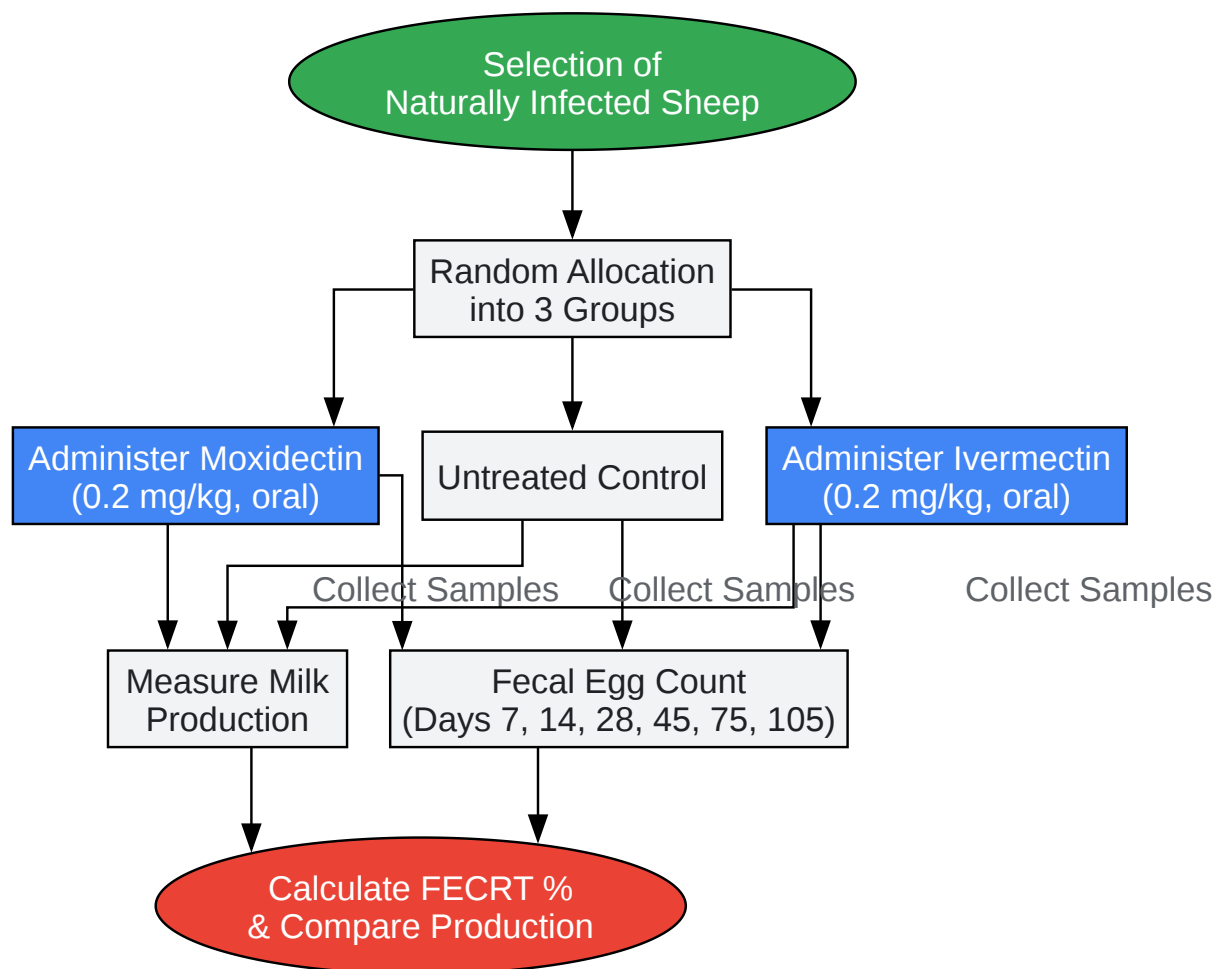 Selection of
Naturally Infected Sheep
Random Allocation
into 3 Groups
Administer Moxidectin
(0.2 mg/kg, oral)
Untreated Control
Administer Ivermectin
(0.2 mg/kg, oral)
Collect Samples
Collect Samples
Collect Samples
Measure Milk
Production
Fecal Egg Count
(Days 7, 14, 28, 45, 75, 105)
Calculate FECRT %
& Compare Production